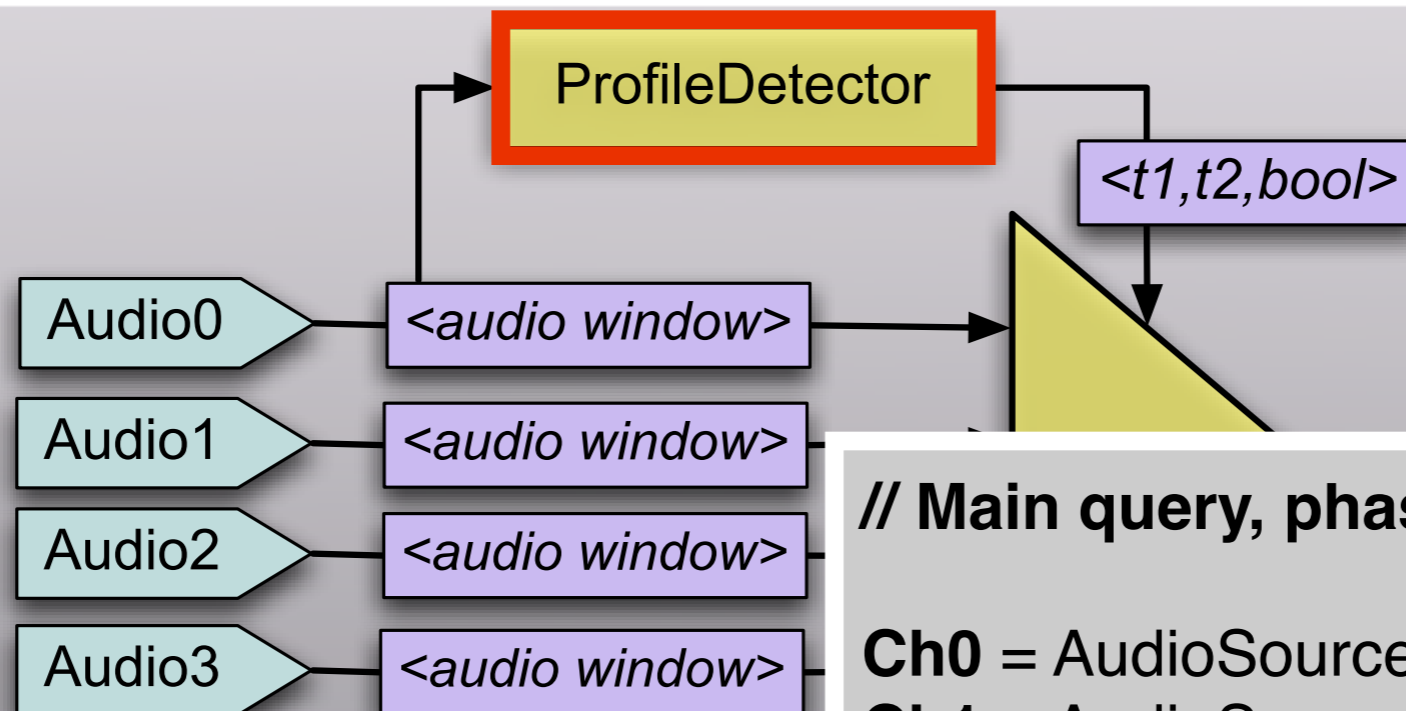 ProfileDetector
<t1,t2,bool>
Audio0
<audio window>
Audio1
<audio window>
Audio2
<audio window>
Audio3
<audio window>
// Main query,
Ch0 = AudioSource